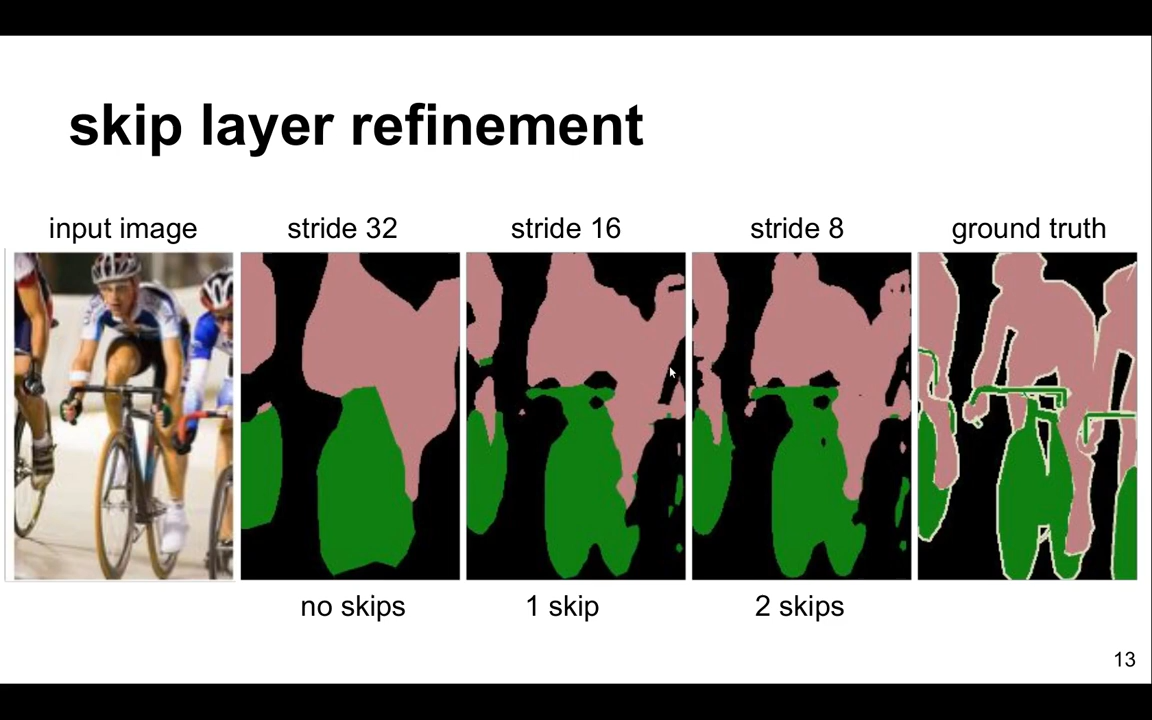 skip layer refinement
input image
stride 32
stride 16
stride 8
ground truth
no skips
1 skip
2 skips
13